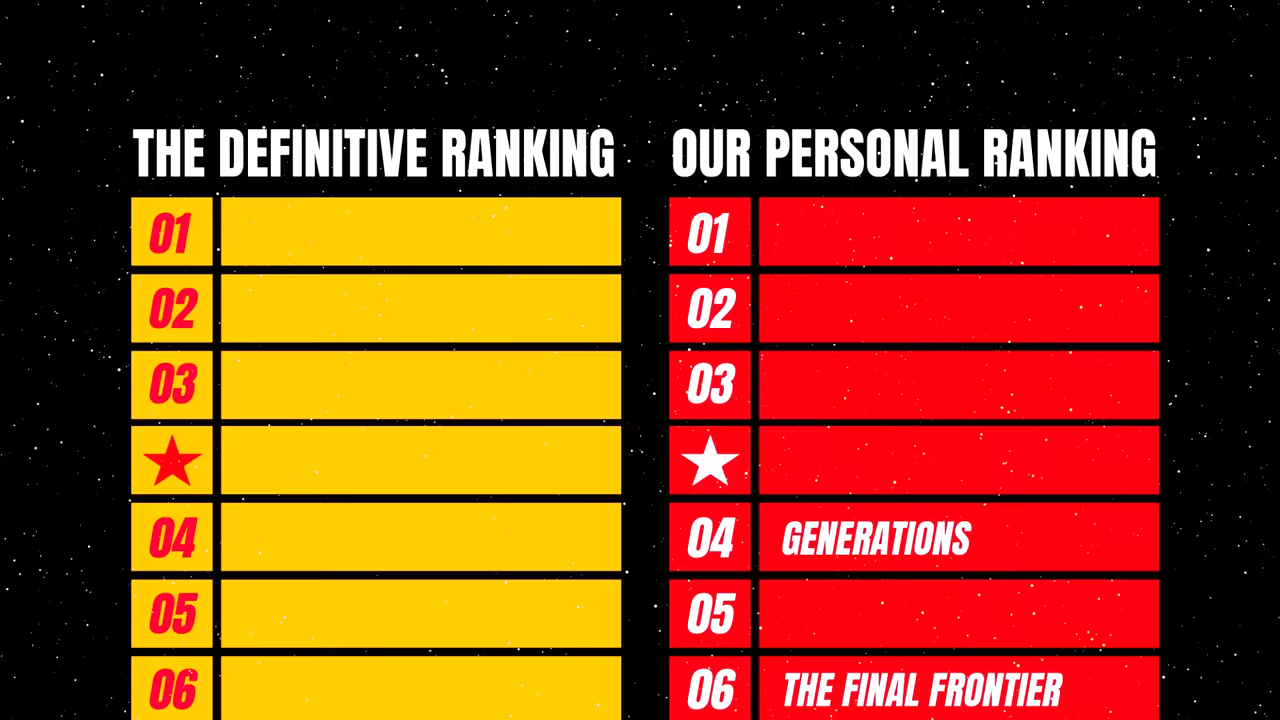 THE DEFINITIVE RANKING
01
02
03
04
05
06
OUR PERSONAL RANKING
01
02
03
04 GENERATIONS
05
06 THE FINAL FRONTIER